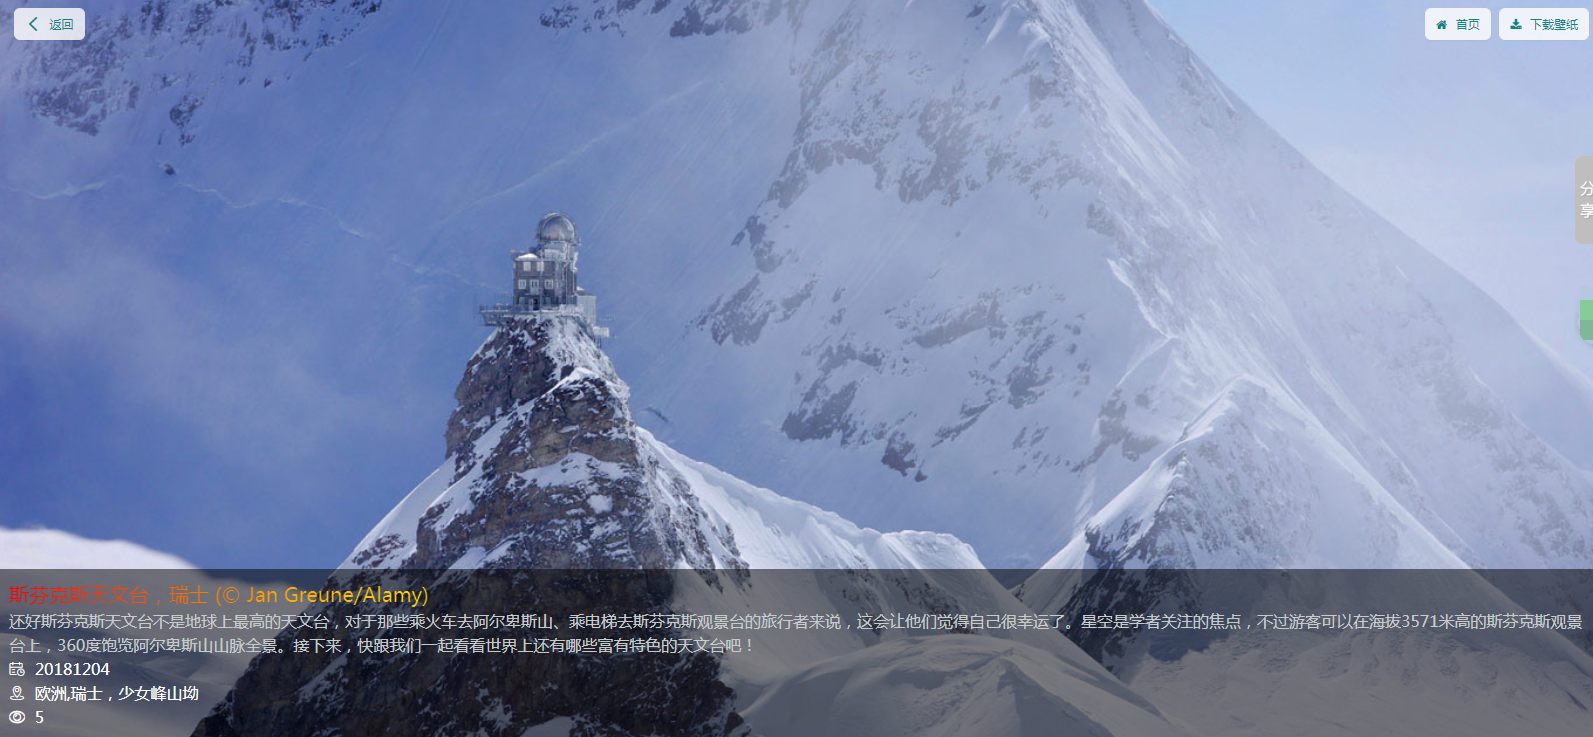 返回
首页
下载壁纸
分
享
斯芬克斯天文台，瑞士 (© Jan Greune/Alamy)
还好斯芬克斯天文台不是地球上最高的天文台，对于那些乘火车去阿尔卑斯山、乘电梯去斯芬克斯观景台的旅行者来说，这会让他们觉得自己很幸运了。星空是学者关注的焦点，不过游客可以在海拔3571米高的斯芬克斯观景
台上，360度饱览阿尔卑斯山山脉全景。接下来，快跟我们一起看看世界上还有哪些富有特色的天文台吧！
20181204
欧洲,瑞士，少女峰山坳
5